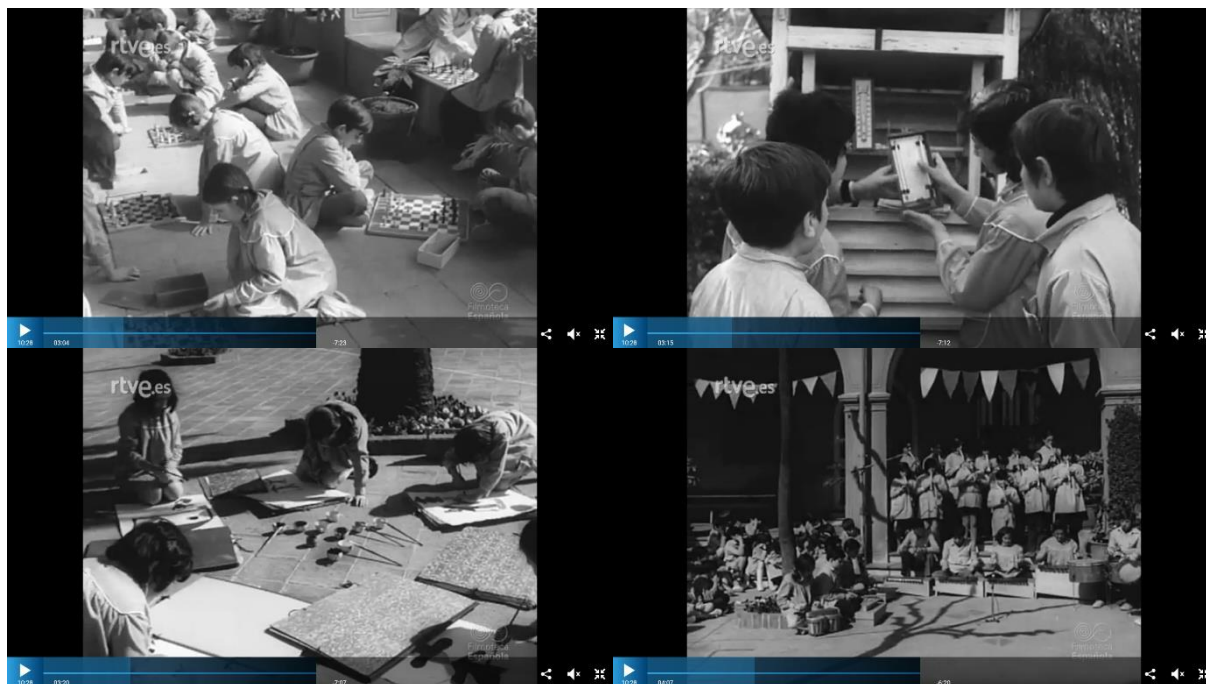 rtve.es
Filmoteca
Española
10:28 03:04 -7:23
rtve.es
Filmoteca
Española
10:28 03:15 -7:12
rtve.es
Filmoteca
Española
10:28 03:20 -7:07
rtve.es
Filmoteca
Española
10:28 04:07 -6:20